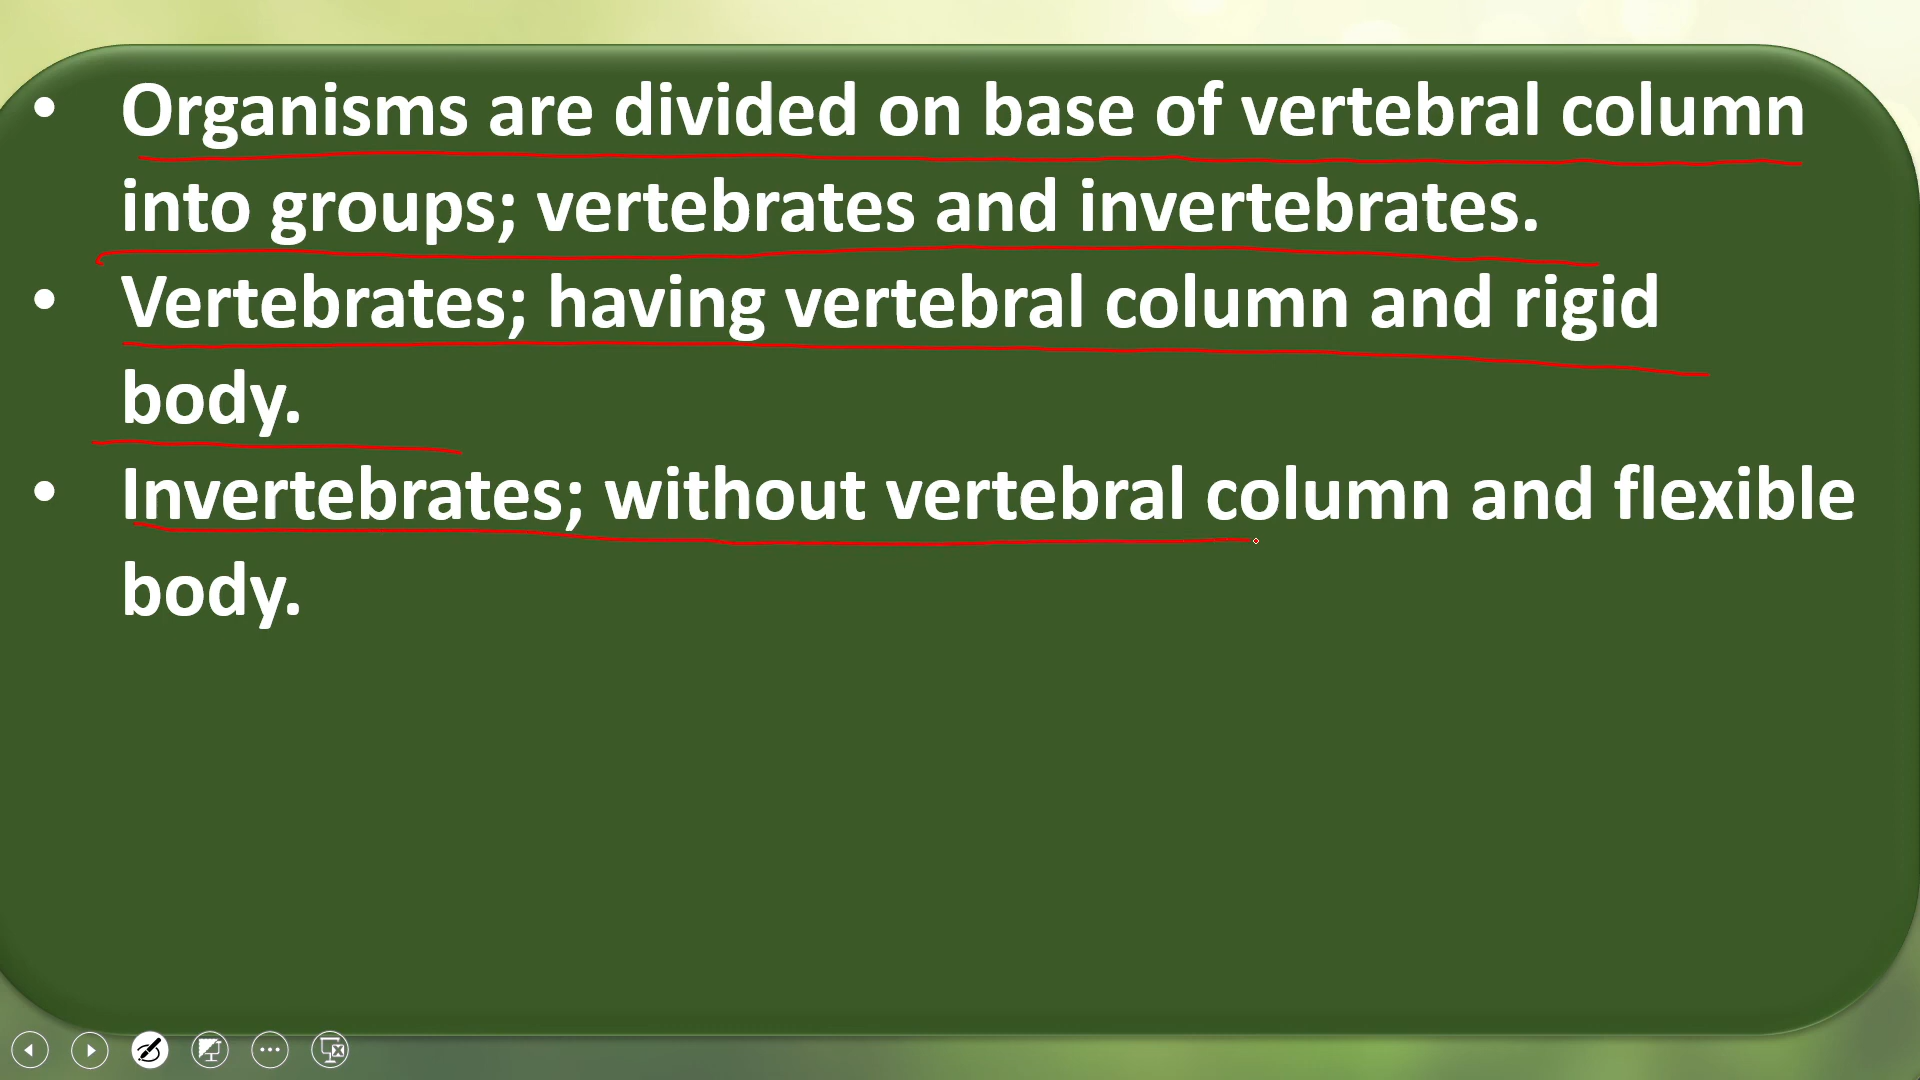 • Organisms are divided on base of vertebral column
into groups; vertebrates and invertebrates.
• Vertebrates; having vertebral column and rigid
body.
• Invertebrates; without vertebral column and flexible
body.